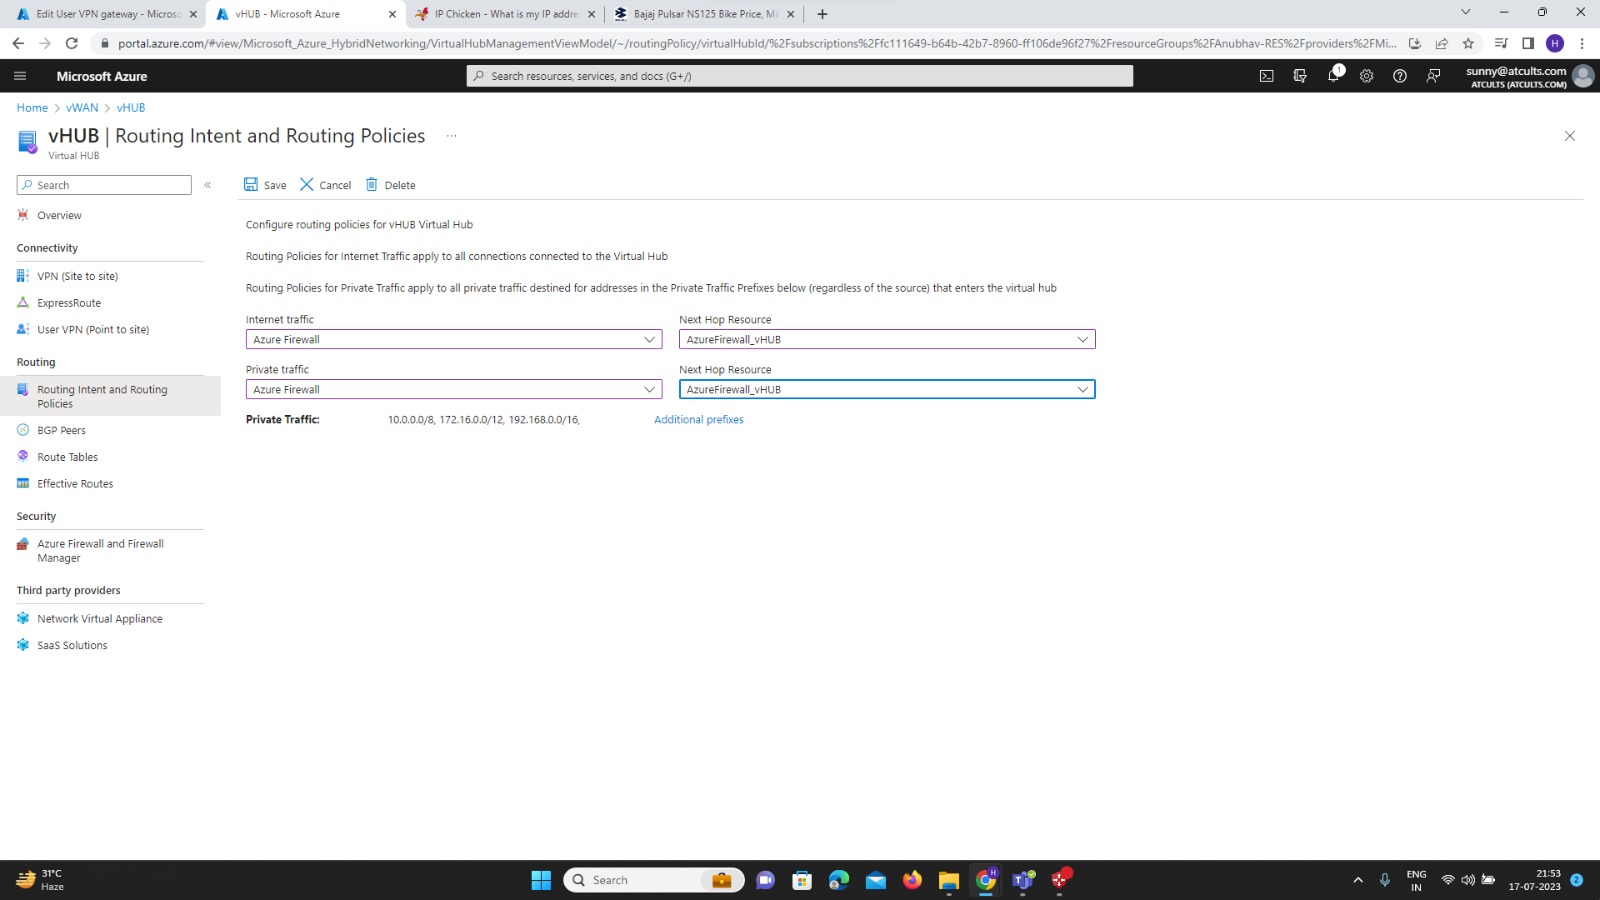 Edit User VPN gateway - Microso
vHUB - Microsoft Azure
IP Chicken - What is my IP addre
Bajaj Pulsar NS125 Bike Price, Mi
portal.azure.com/#view/Microsoft_Azure_HybridNetworking/VirtualHubManagementViewModel/~/routingPolicy/virtualHubId/%2Fsubscriptions%2Ffc111649-b64b-42b7-8960-ff106de96f27%2FresourceGroups%2FAnubhav-RES%2Fproviders%2FMi...
H
Microsoft Azure
Search resources, services, and docs (G+/)
1
sunny@atcults.com
ATCULTS (ATCULTS.COM)
Home > vWAN > vHUB
vHUB | Routing Intent and Routing Policies ...
Virtual HUB
Search
«
Save
Cancel
Delete
Overview
Connectivity
VPN (Site to site)
ExpressRoute
User VPN (Point to site)
Routing
Routing Intent and Routing
Policies
BGP Peers
Route Tables
Effective Routes
Security
Azure Firewall and Firewall
Manager
Third party providers
Network Virtual Appliance
SaaS Solutions
Configure routing policies for vHUB Virtual Hub
Routing Policies for Internet Traffic apply to all connections connected to the Virtual Hub
Routing Policies for Private Traffic apply to all private traffic destined for addresses in the Private Traffic Prefixes below (regardless of the source) that enters the virtual hub
Internet traffic
Next Hop Resource
Azure Firewall
AzureFirewall_vHUB
Private traffic
Next Hop Resource
Azure Firewall
AzureFirewall_vHUB
Private Traffic: 10.0.0.0/8, 172.16.0.0/12, 192.168.0.0/16, Additional prefixes
31°C
Haze
Search
H
ENG
IN
21:53
17-07-2023
2